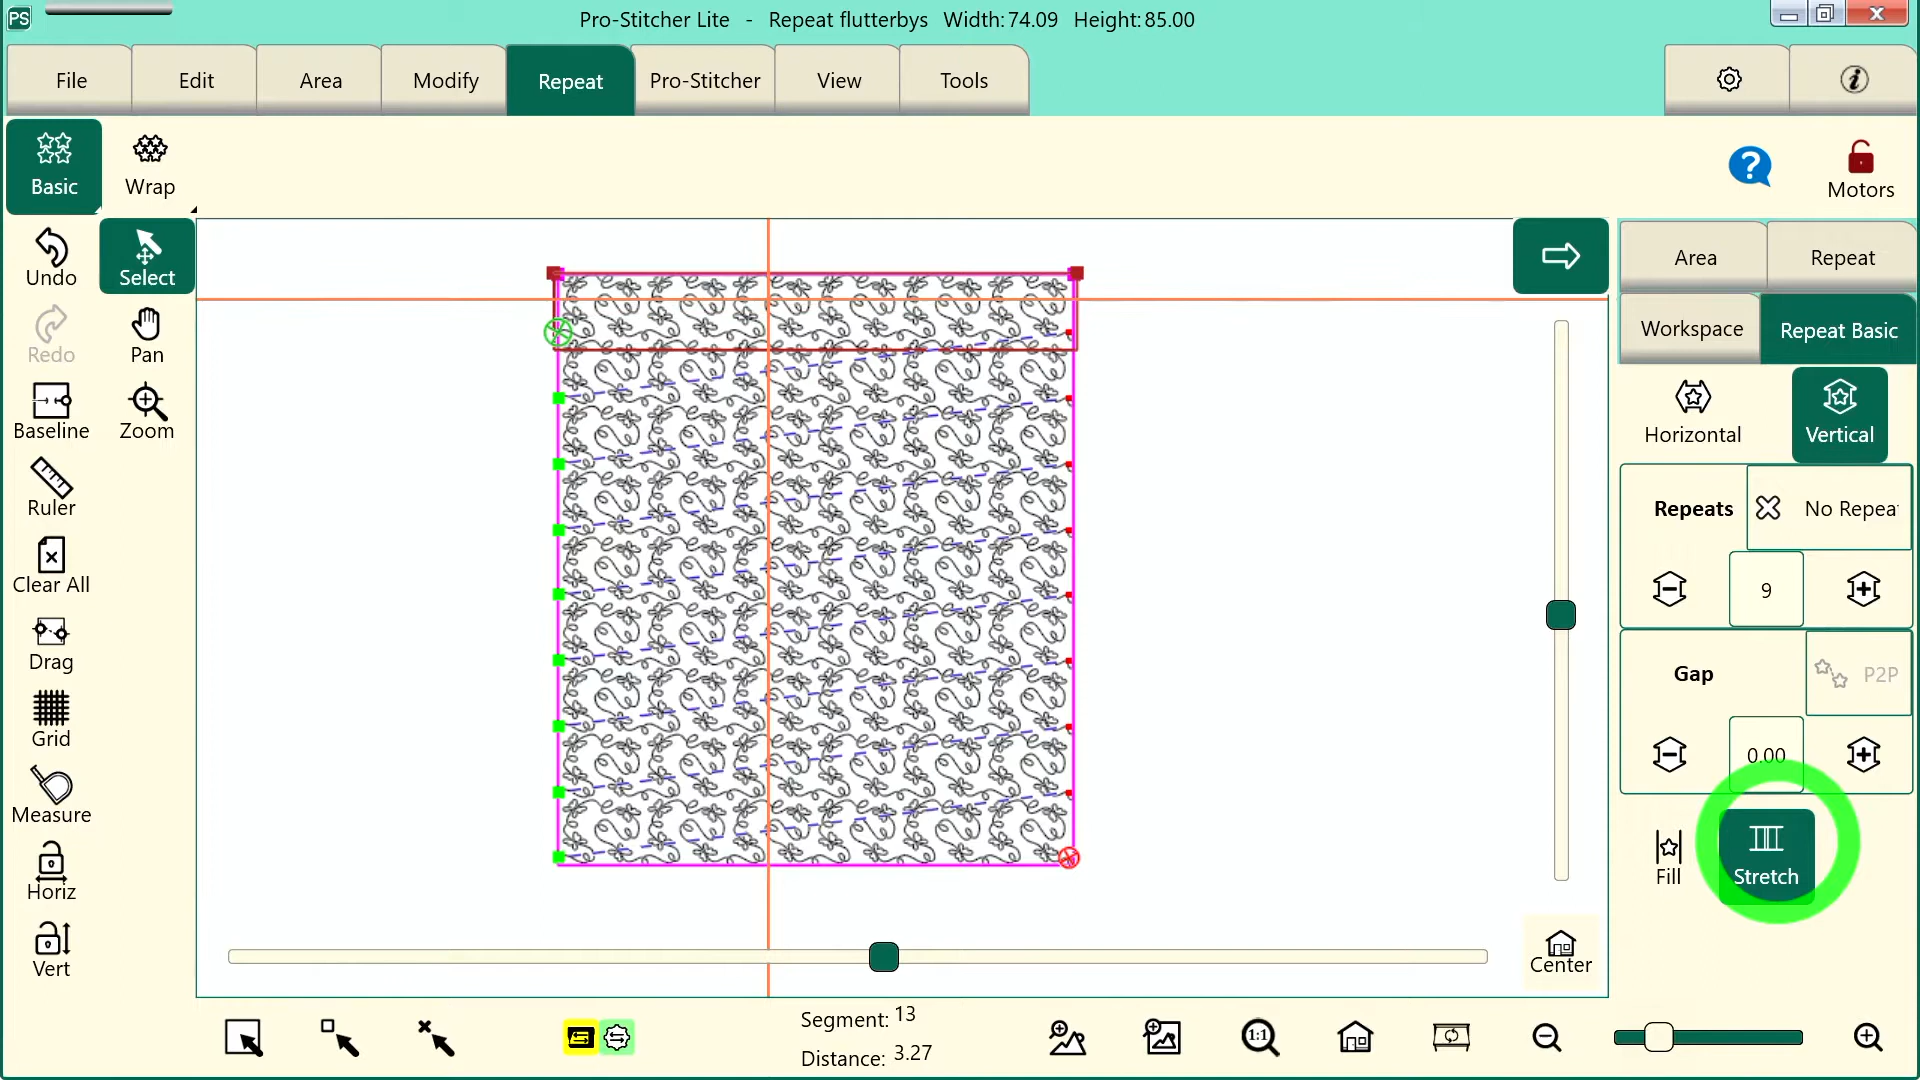 PS
Pro-Stitcher Lite - Repeat flutterbys Width: 74.09 Height: 85.00
File Edit Area Modify Repeat Pro-Stitcher View Tools
Basic Wrap
Motors
Undo Select
Area Repeat
Redo Pan
Workspace Repeat Basic
Baseline Zoom
Horizontal Vertical
Ruler
Repeats No Repea
Clear All
9
Drag
Gap P2P
Grid
0.00
Measure
Fill Stretch
Horiz
Vert
Center
Segment: 13
1:1
Distance: 3.27